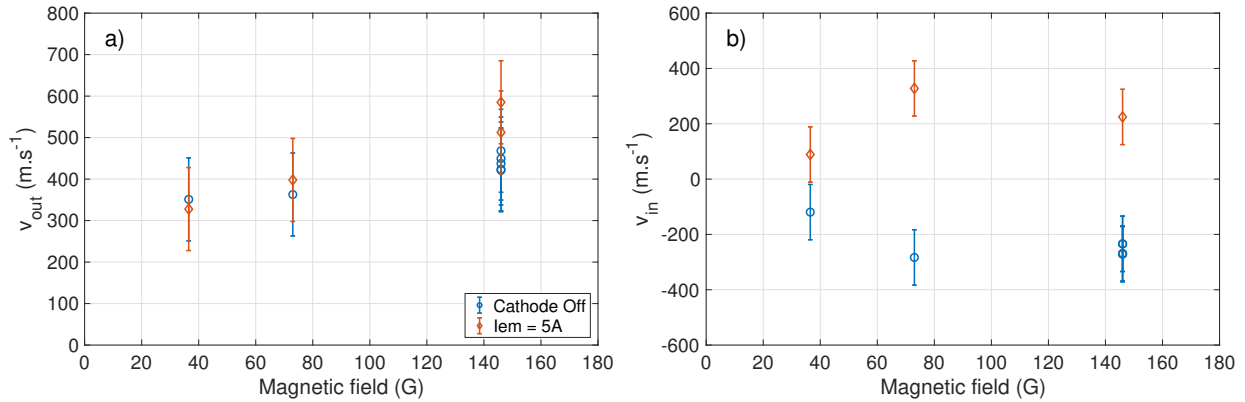 a)
800
700
600
500
400
300
200
100
0
v_out (m.s^-1)
0 20 40 60 80 100 120 140 160 180
Magnetic field (G)
Cathode Off
Iem = 5A
b)
600
400
200
0
-200
-400
-600
v_in (m.s^-1)
0 20 40 60 80 100 120 140 160 180
Magnetic field (G)